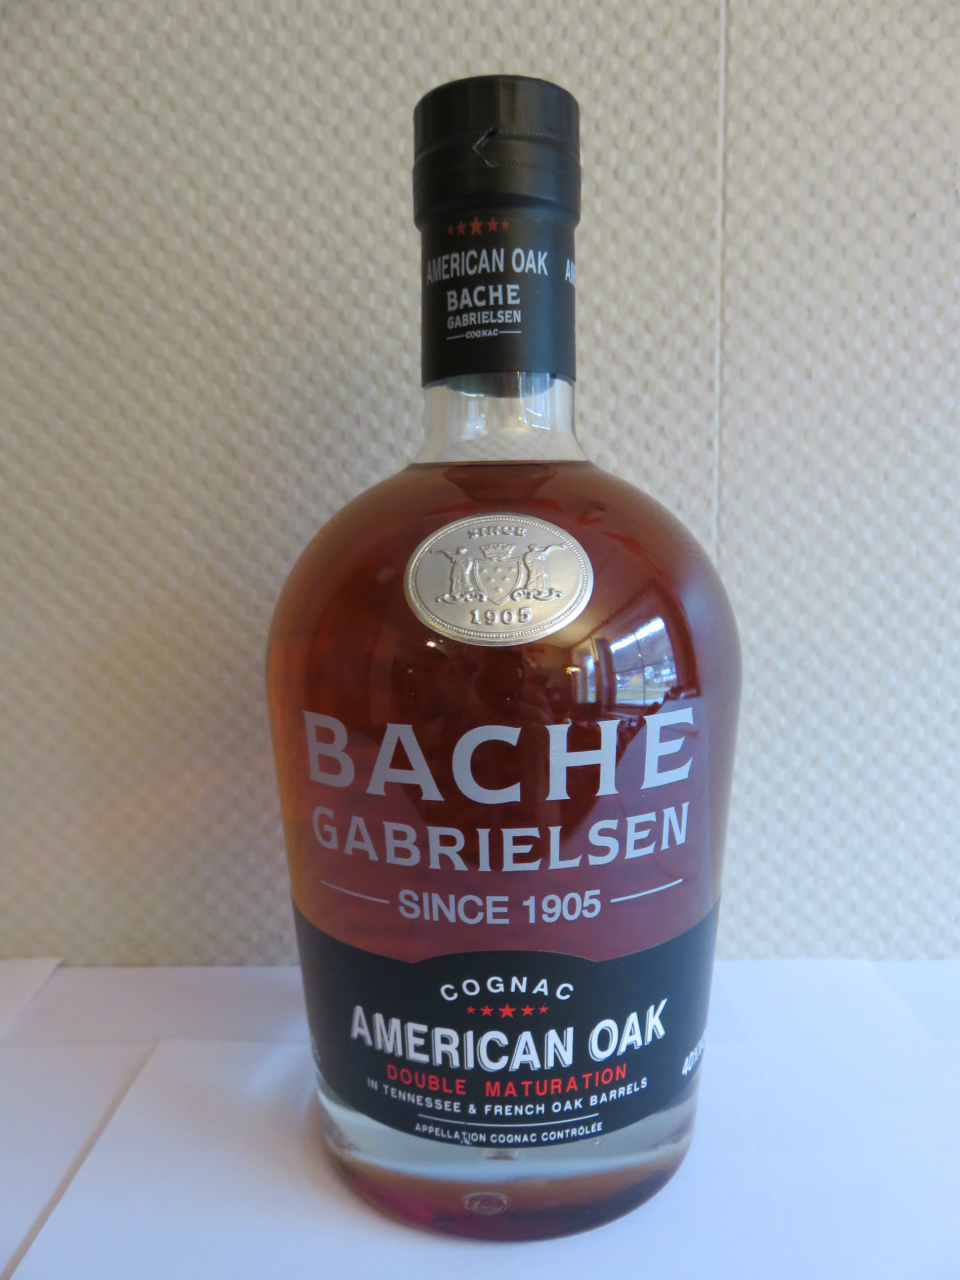 AMERICAN OAK
BACHE
GABRIELSEN
COGNAC
SINCE
1905
BACHE
GABRIELSEN
SINCE 1905
COGNAC
AMERICAN OAK
DOUBLE MATURATION
IN TENNESSEE & FRENCH OAK BARRELS
APPELLATION COGNAC CONTRÔLÉE